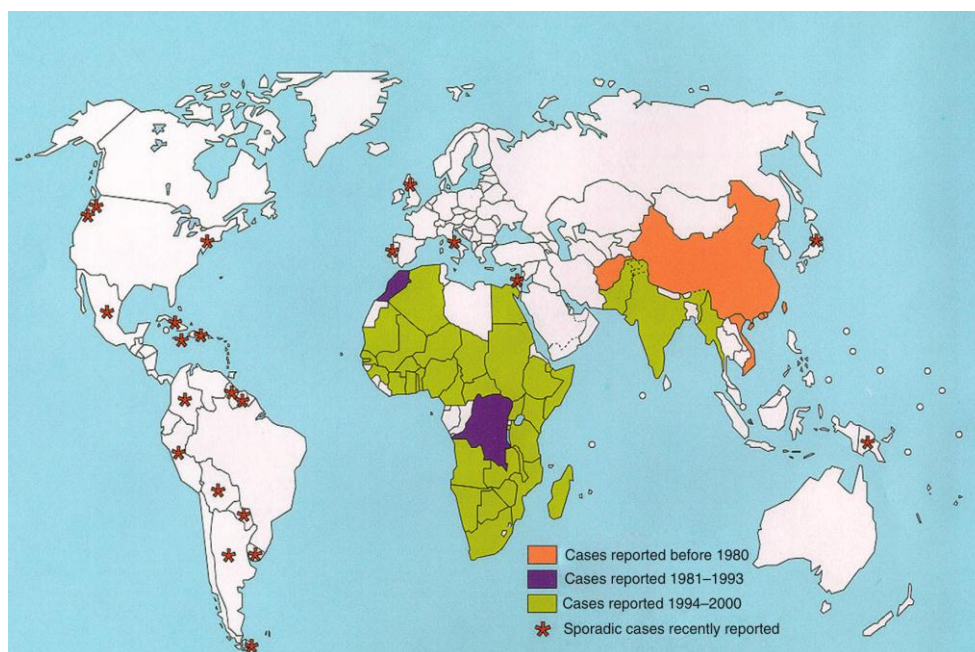 Cases reported before 1980
Cases reported 1981–1993
Cases reported 1994–2000
Sporadic cases recently reported